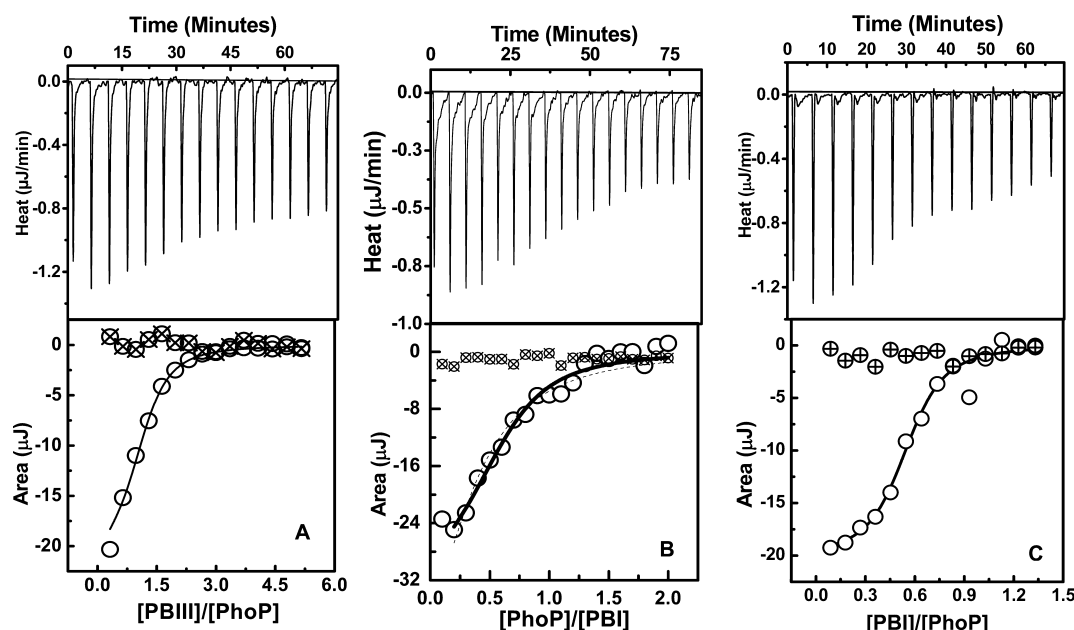 Time (Minutes)
0 15 30 45 60
0.0
-0.4
-0.8
-1.2
Heat (μJ/min)
0
-5
-10
-15
-20
Area (μJ)
A
0.0 1.5 3.0 4.5 6.0
[PBIII]/[PhoP]
Time (Minutes)
0 25 50 75
0.0
-0.3
-0.5
-0.8
-1.0
Heat (μJ/min)
0
-8
-16
-24
-32
Area (μJ)
B
0.0 0.5 1.0 1.5 2.0
[PhoP]/[PBI]
Time (Minutes)
0 10 20 30 40 50 60
0.0
-0.4
-0.8
-1.2
Heat (μJ/min)
0
-5
-10
-15
-20
Area (μJ)
C
0.0 0.3 0.6 0.9 1.2 1.5
[PBI]/[PhoP]